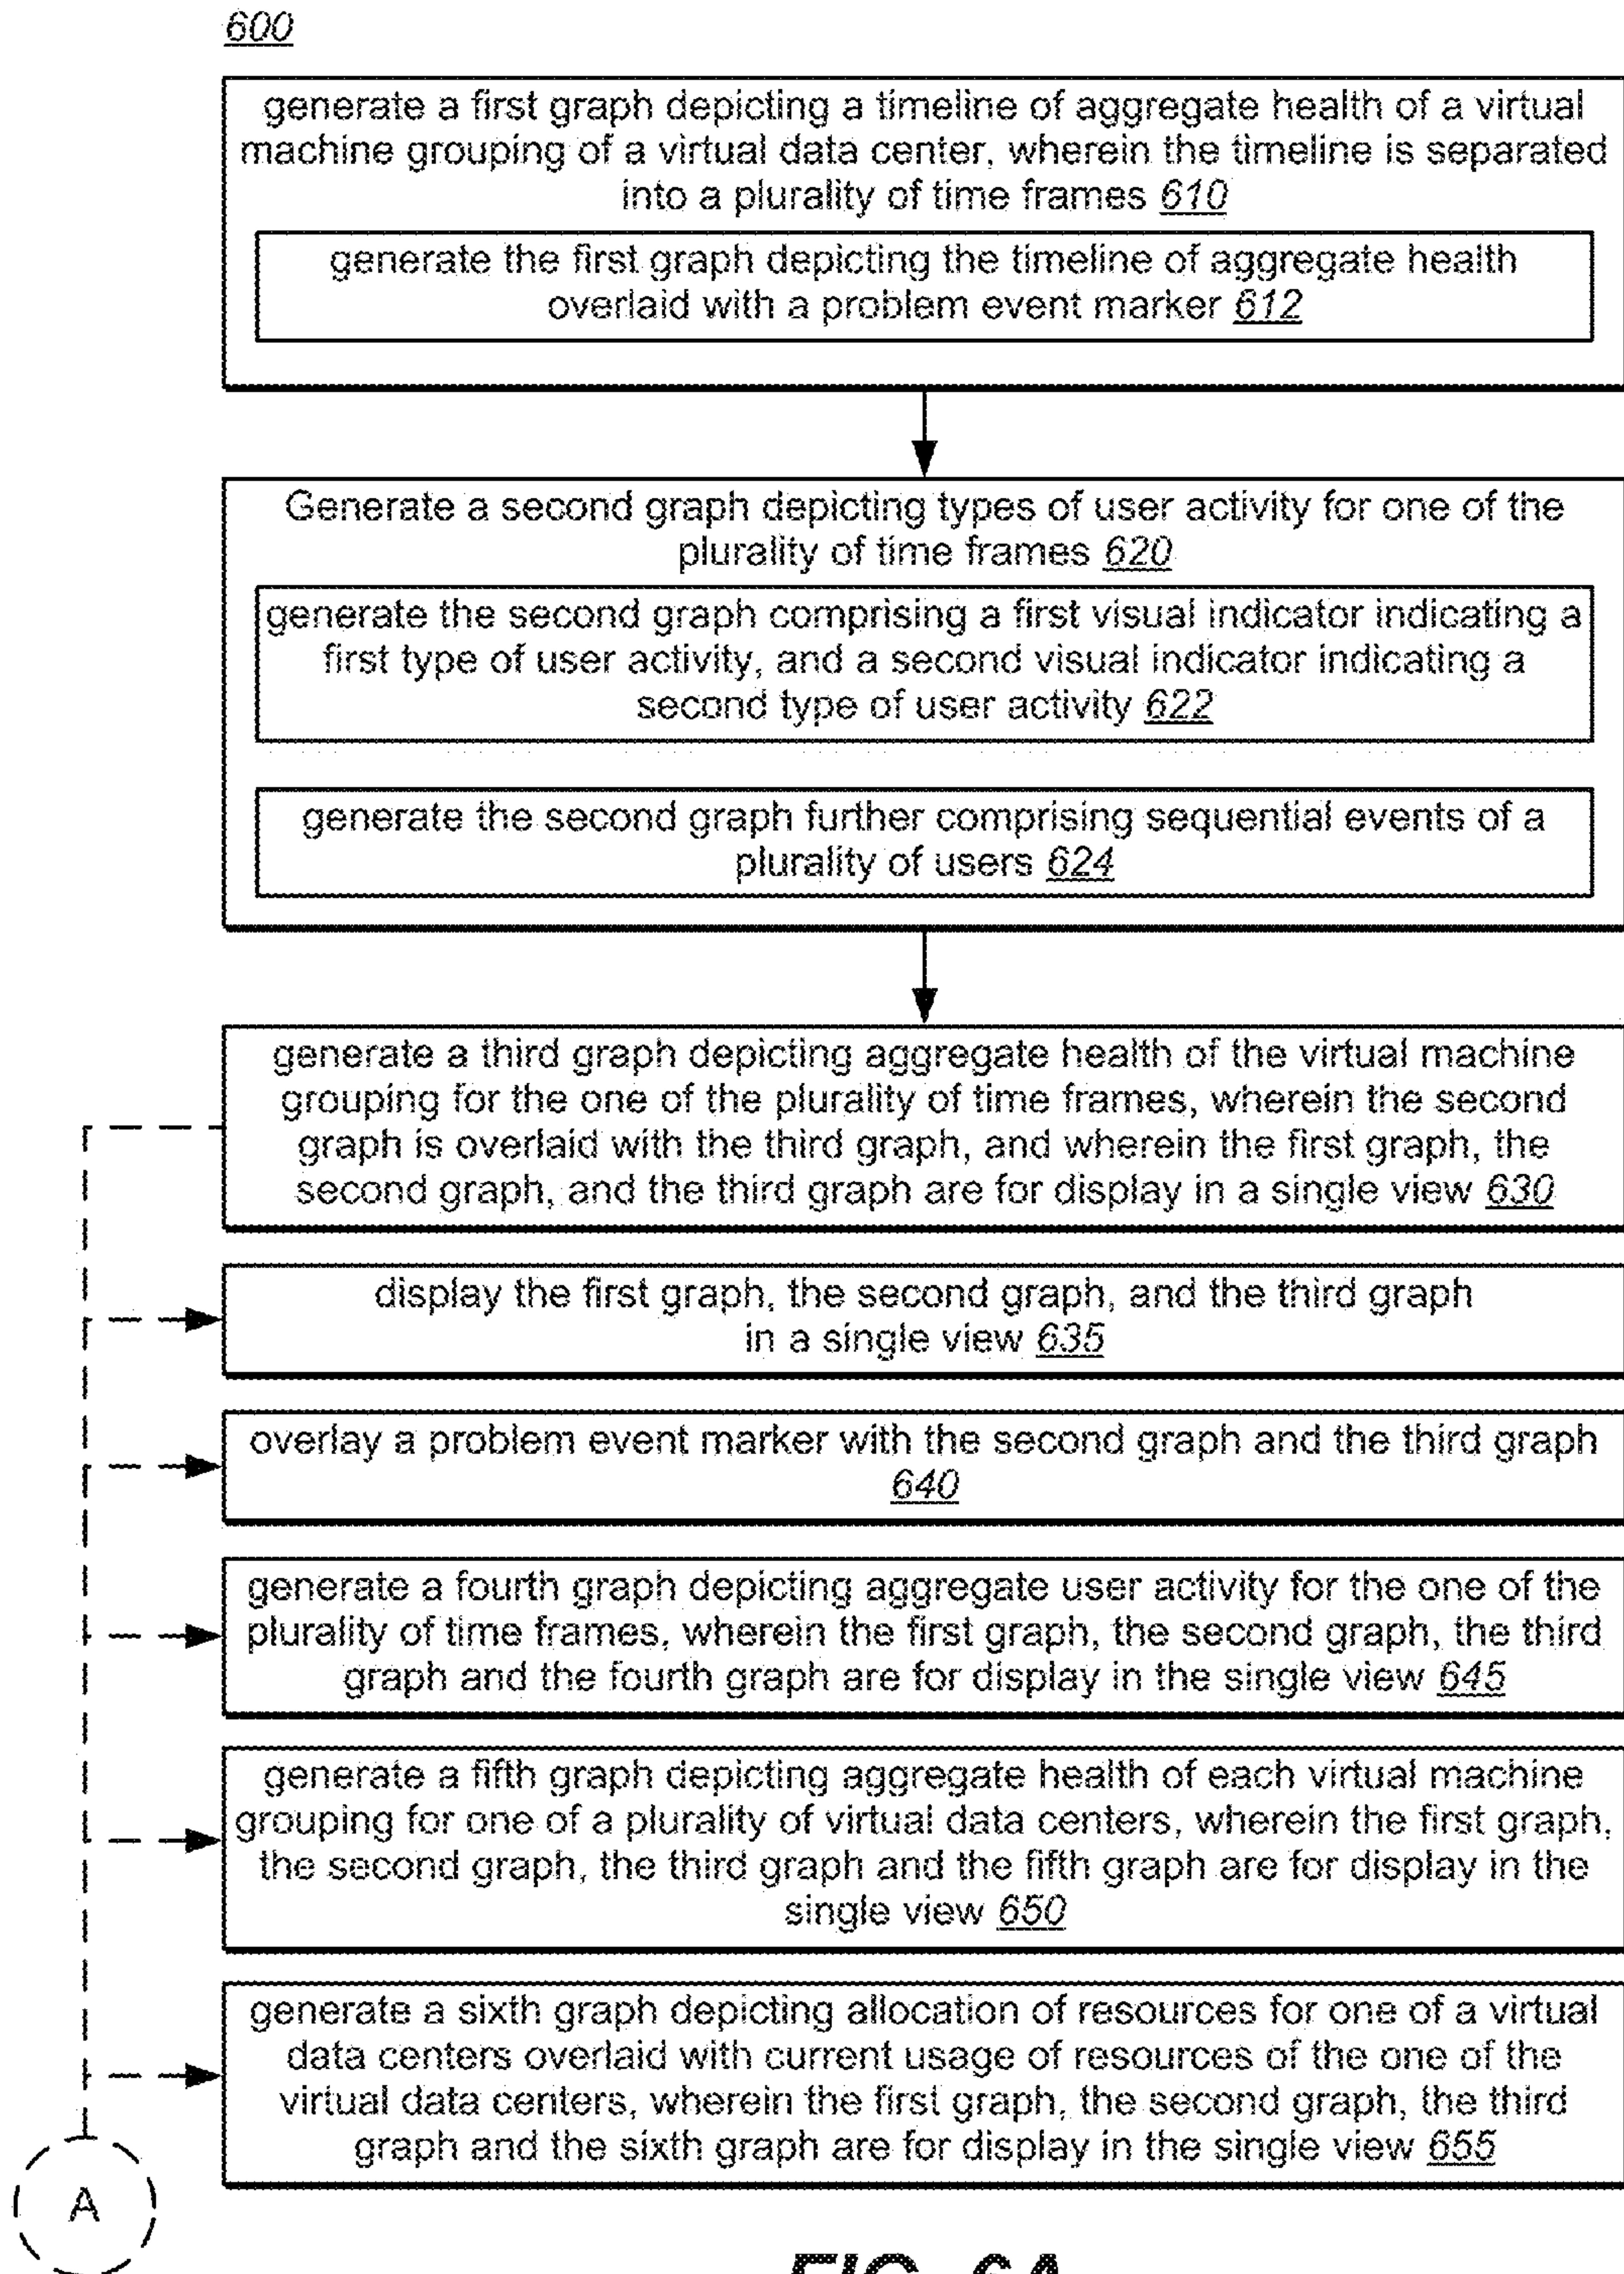 600
generate a first graph depicting a timeline of aggregate health of a virtual
machine grouping of a virtual data center, wherein the timeline is separated
into a plurality of time frames 610
generate the first graph depicting the timeline of aggregate health
overlaid with a problem event marker 612
Generate a second graph depicting types of user activity for one of the
plurality of time frames 620
generate the second graph comprising a first visual indicator indicating a
first type of user activity, and a second visual indicator indicating a
second type of user activity 622
generate the second graph further comprising sequential events of a
plurality of users 624
generate a third graph depicting aggregate health of the virtual machine
grouping for the one of the plurality of time frames, wherein the second
graph is overlaid with the third graph, and wherein the first graph, the
second graph, and the third graph are for display in a single view 630
display the first graph, the second graph, and the third graph
in a single view 635
overlay a problem event marker with the second graph and the third graph
640
generate a fourth graph depicting aggregate user activity for the one of the
plurality of time frames, wherein the first graph, the second graph, the third
graph and the fourth graph are for display in the single view 645
generate a fifth graph depicting aggregate health of each virtual machine
grouping for one of a plurality of virtual data centers, wherein the first graph,
the second graph, the third graph and the fifth graph are for display in the
single view 650
generate a sixth graph depicting allocation of resources for one of a virtual
data centers overlaid with current usage of resources of the one of the
virtual data centers, wherein the first graph, the second graph, the third
graph and the sixth graph are for display in the single view 655
A
FIG. 6A